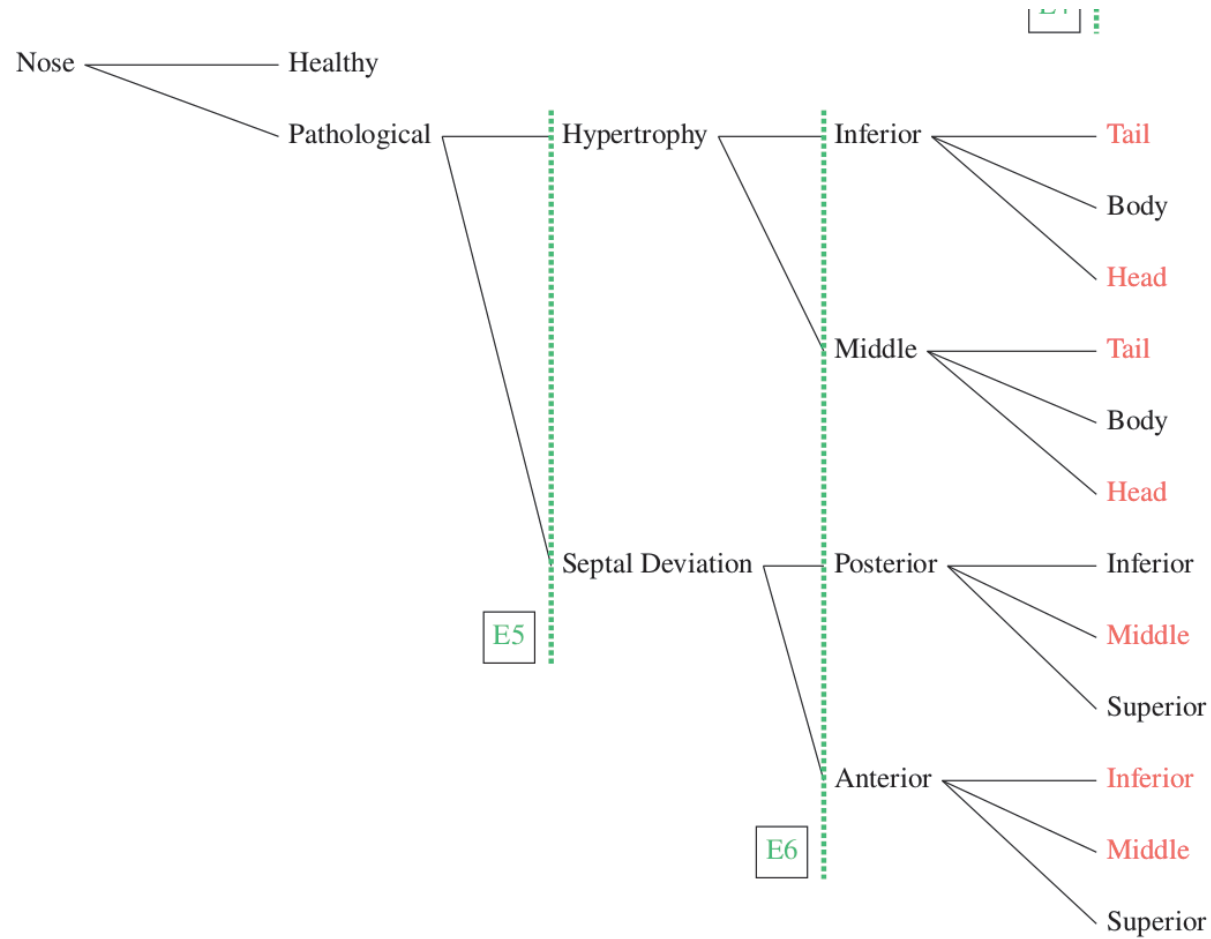 Nose Healthy
Pathological Hypertrophy Inferior Tail
Body
Head
Middle Tail
Body
Head
Septal Deviation Posterior Inferior
E5 Middle
Superior
Anterior Inferior
E6 Middle
Superior